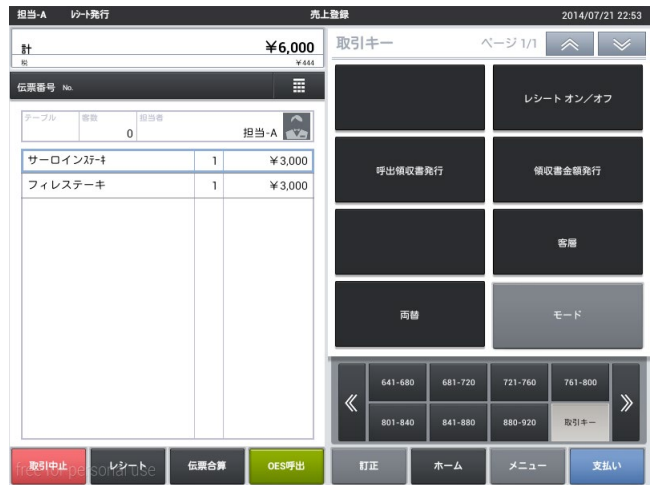 担当-A ﾚｼｰﾄ発行 売上登録 2014/07/21 22:53
計 ¥6,000
税 ¥444
伝票番号 No.
テーブル 客数 担当者
0 担当-A
サーロインｽﾃｰｷ 1 ¥3,000
フィレステーキ 1 ¥3,000
取引キー ページ 1/1
レシート オン／オフ
呼出領収書発行 領収書金額発行
客層
両替 モード
641-680 681-720 721-760 761-800
801-840 841-880 880-920 取引キー
取引中止 レシート 伝票合算 OES呼出 訂正 ホーム メニュー 支払い
free for personal use